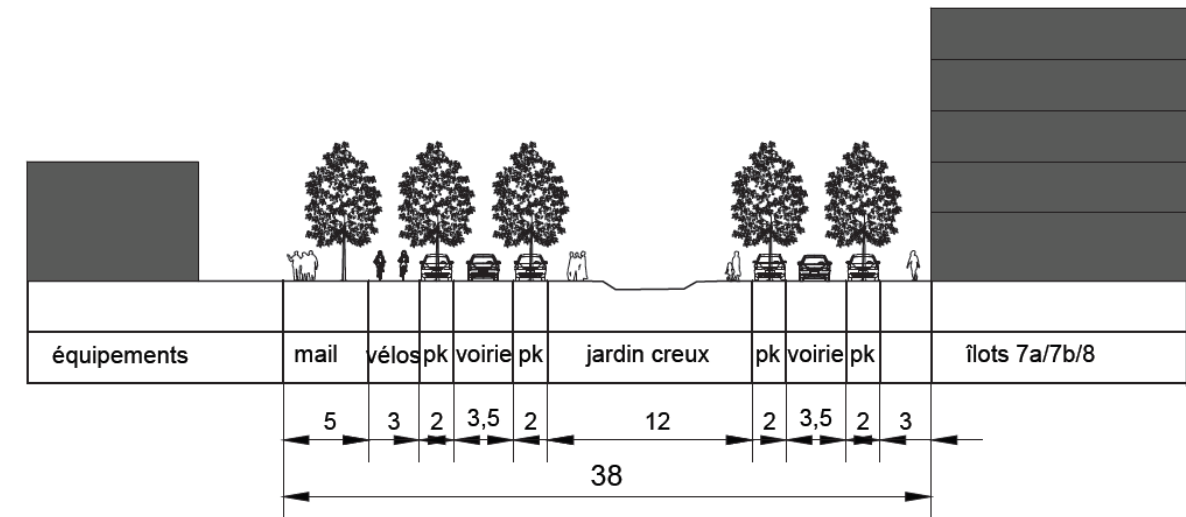 équipements mail vélos pk voirie pk jardin creux pk voirie pk îlots 7a/7b/8
5 3 2 3,5 2 12 2 3,5 2 3
38